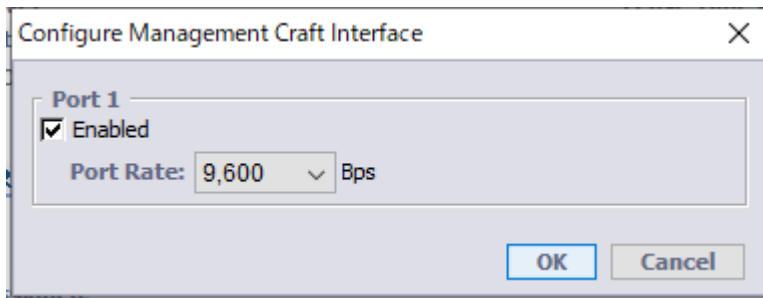 Configure Management Craft Interface
Port 1
Enabled
Port Rate: 9,600 Bps
OK Cancel